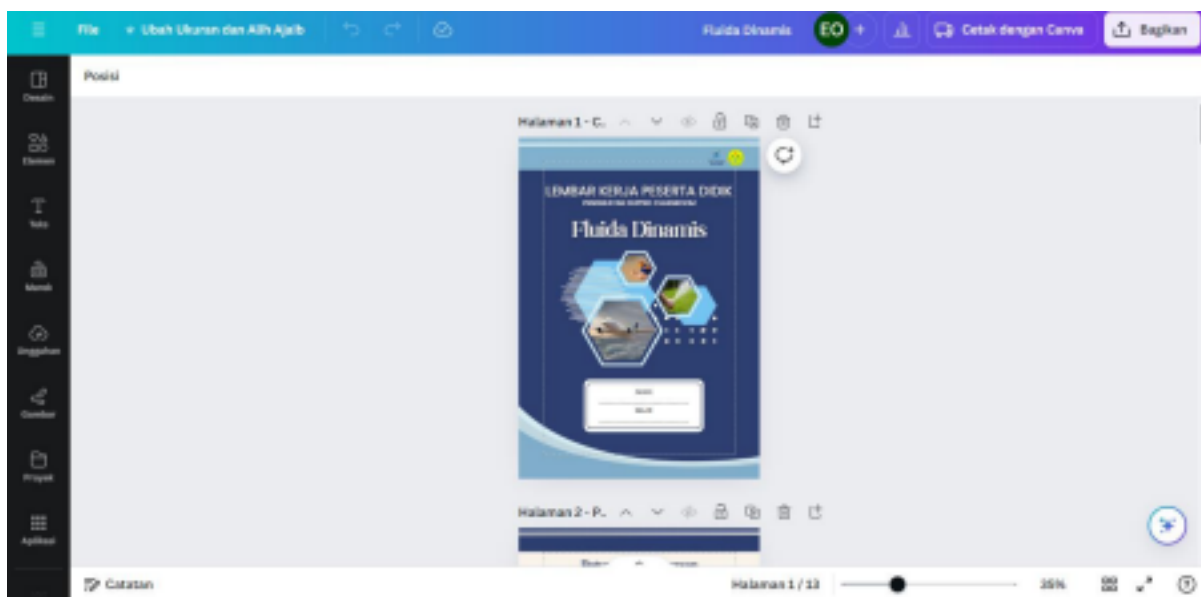 File
Ubah Ukuran dan Alih Ajaib
Fluida Dinamis
EO
+
Cetak dengan Canva
Bagikan
Posisi
Desain
Elemen
Teks
Merek
Unggahan
Gambar
Proyek
Aplikasi
Halaman 1 - C...
LEMBAR KERJA PESERTA DIDIK
Fluida Dinamis
Halaman 2 - P...
Catatan
Halaman 1 / 13
35%